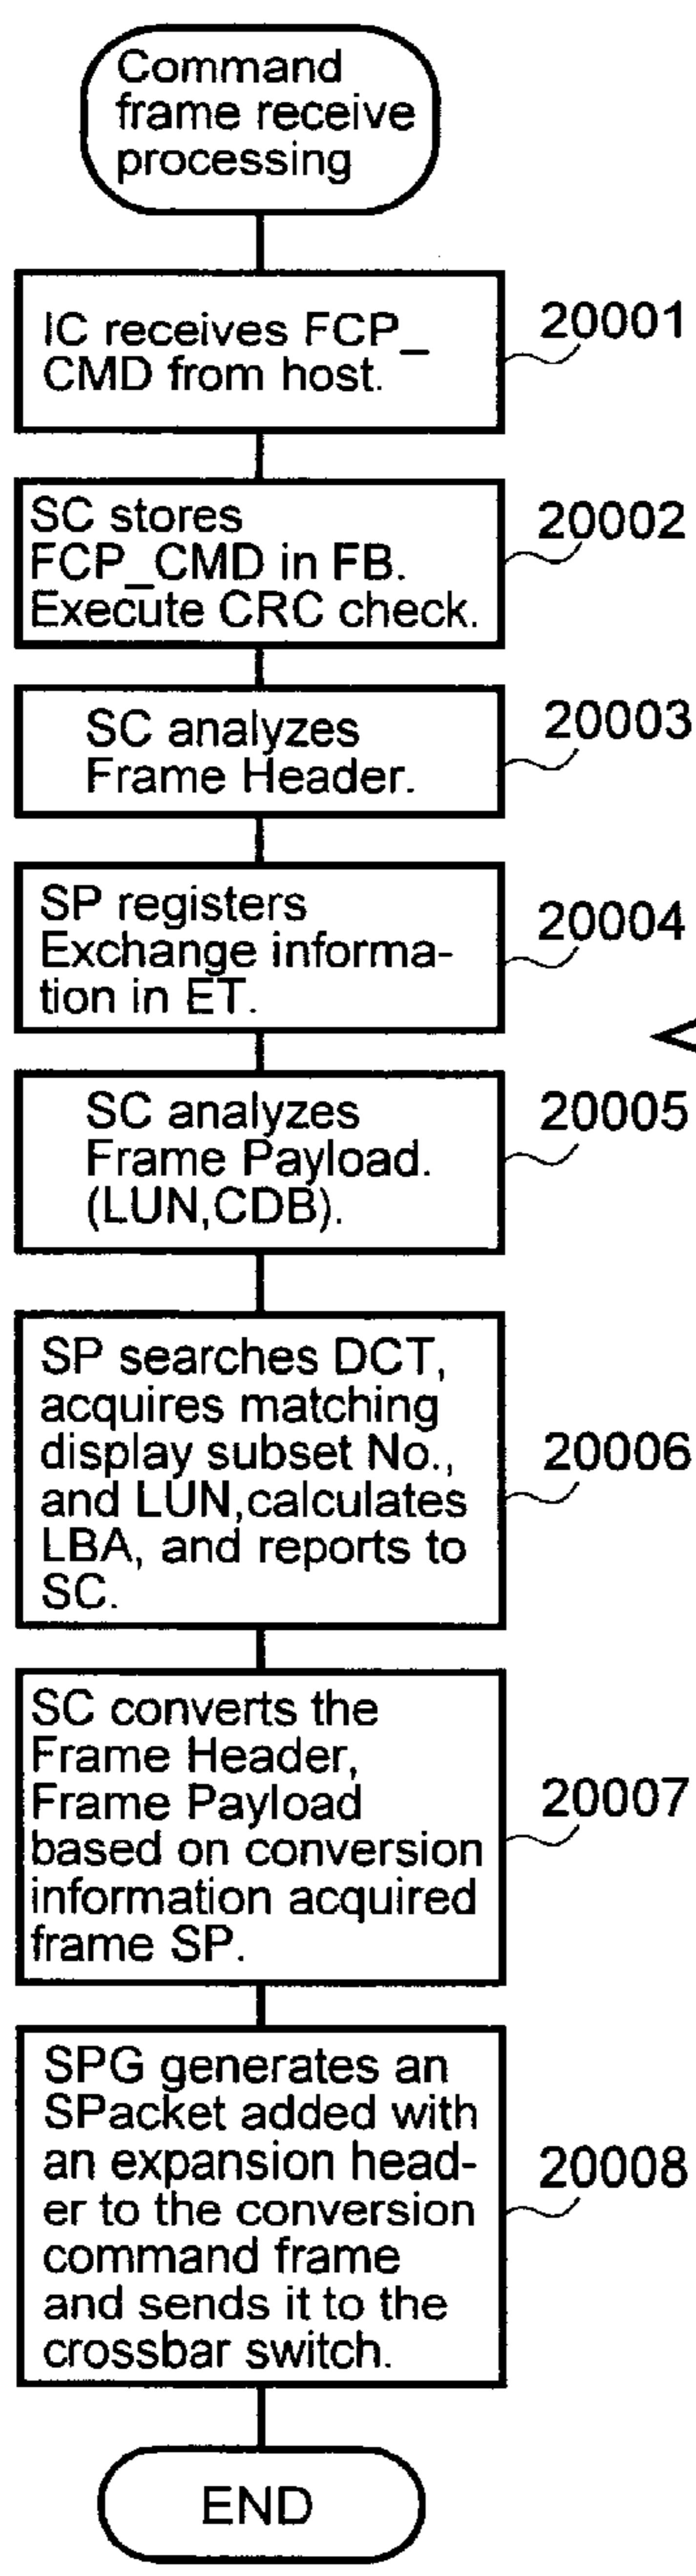 Command
frame receive
processing
IC receives FCP_
CMD from host.
20001
SC stores
FCP_CMD in FB.
Execute CRC check.
20002
SC analyzes
Frame Header.
20003
SP registers
Exchange informa-
tion in ET.
20004
SC analyzes
Frame Payload.
(LUN,CDB).
20005
SP searches DCT,
acquires matching
display subset No.,
and LUN,calculates
LBA, and reports to
SC.
20006
SC converts the
Frame Header,
Frame Payload
based on conversion
information acquired
frame SP.
20007
SPG generates an
SPacket added with
an expansion head-
er to the conversion
command frame
and sends it to the
crossbar switch.
20008
END